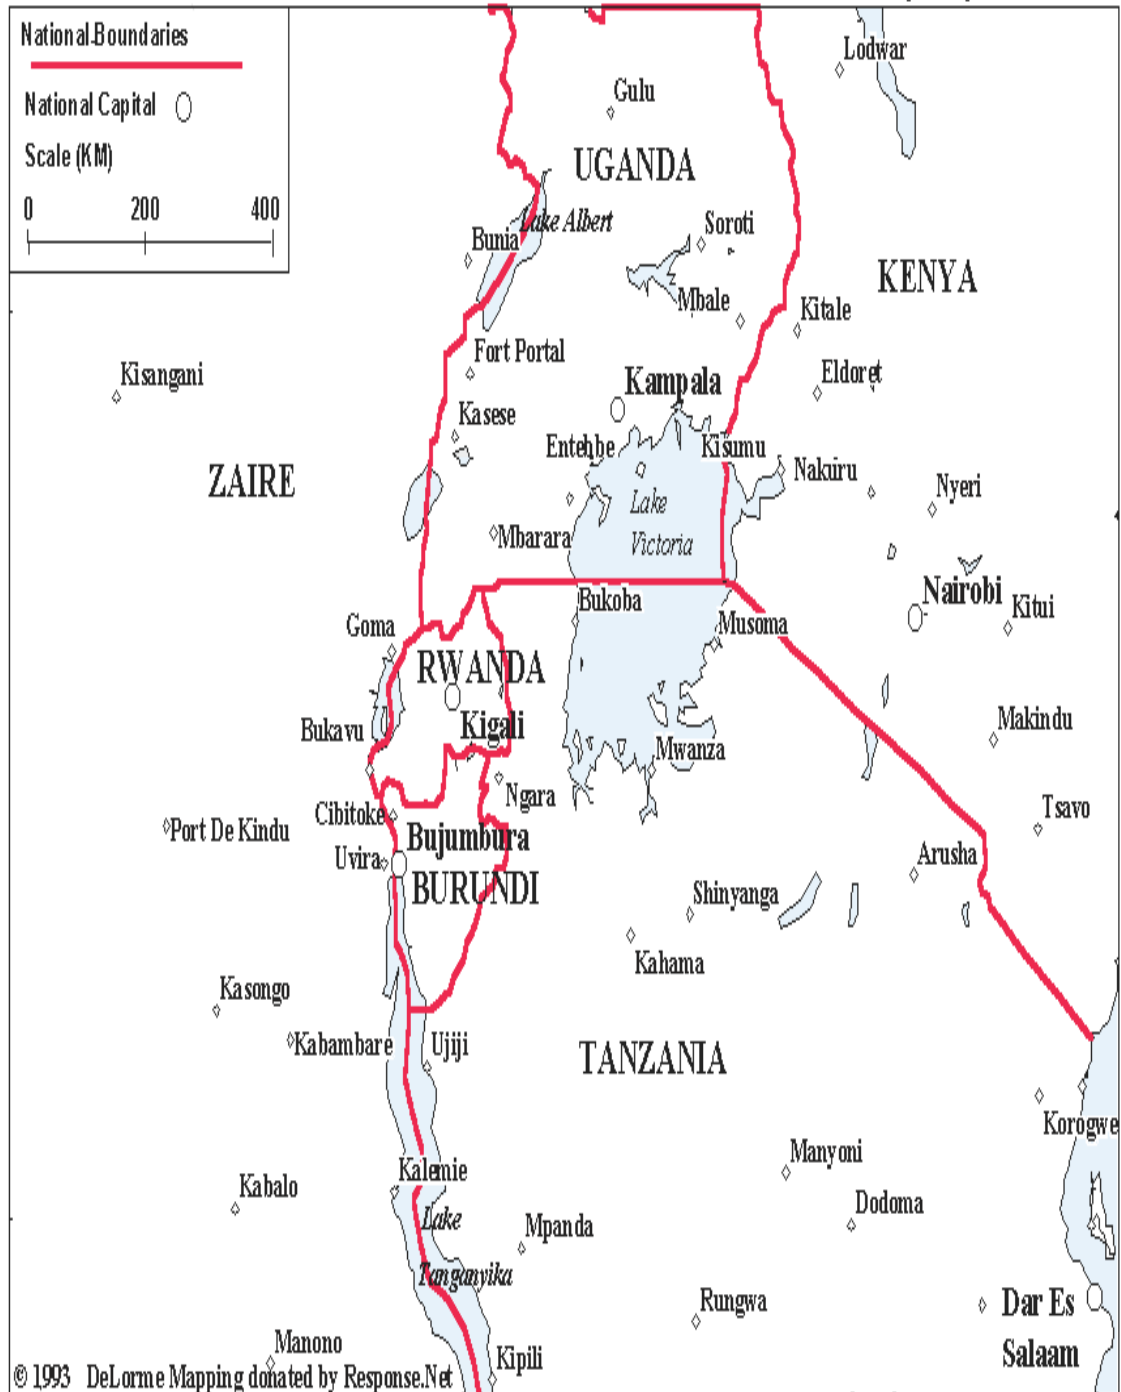 National Boundaries
National Capital
Scale (KM)
0 200 400
Lodwar
Gulu
UGANDA
Lake Albert
Soroti
Bunia
KENYA
Mbale
Kitale
Fort Portal
Kisangani
Eldoret
Kampala
Kasese
Entebbe
Kisumu
Nakuru
ZAIRE
Nyeri
Lake
Victoria
Mbarara
Nairobi
Bukoba
Kitui
Goma
Musoma
RWANDA
Makindu
Bukavu
Kigali
Mwanza
Ngara
Tsavo
Cibitoke
Port De Kindu
Bujumbura
Uvira
Arusha
BURUNDI
Shinyanga
Kahama
Kasongo
Kabambare
Ujiji
TANZANIA
Korogwe
Manyoni
Kalemie
Kabalo
Dodoma
Lake
Tanganyika
Mpanda
Rungwa
Dar Es
Salaam
Manono
Kipili
© 1993 DeLorme Mapping donated by Response.Net